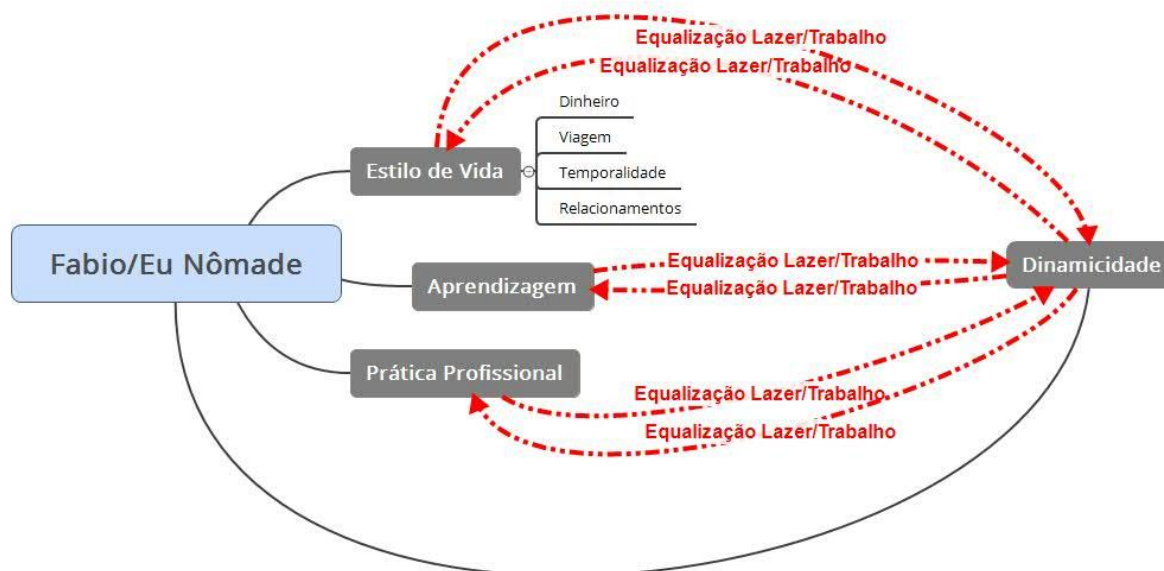 Equalização Lazer/Trabalho
Equalização Lazer/Trabalho
Dinheiro
Viagem
Estilo de Vida
Temporalidade
Relacionamentos
Fabio/Eu Nômade
Equalização Lazer/Trabalho
Dinamicidade
Aprendizagem
Equalização Lazer/Trabalho
Prática Profissional
Equalização Lazer/Trabalho
Equalização Lazer/Trabalho